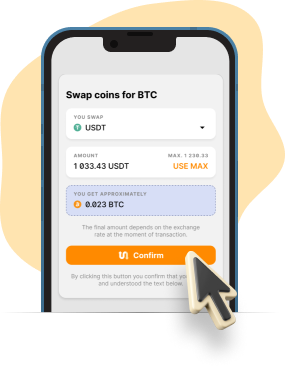 Swap coins for BTC
YOU SWAP
USDT
AMOUNT MAX. 1 238.33
1 033.43 USDT USE MAX
YOU GET APPROXIMATELY
0.023 BTC
The final amount depends on the exchange
rate at the moment of transaction.
Confirm
By clicking this button you confirm that you
and understood the text below.